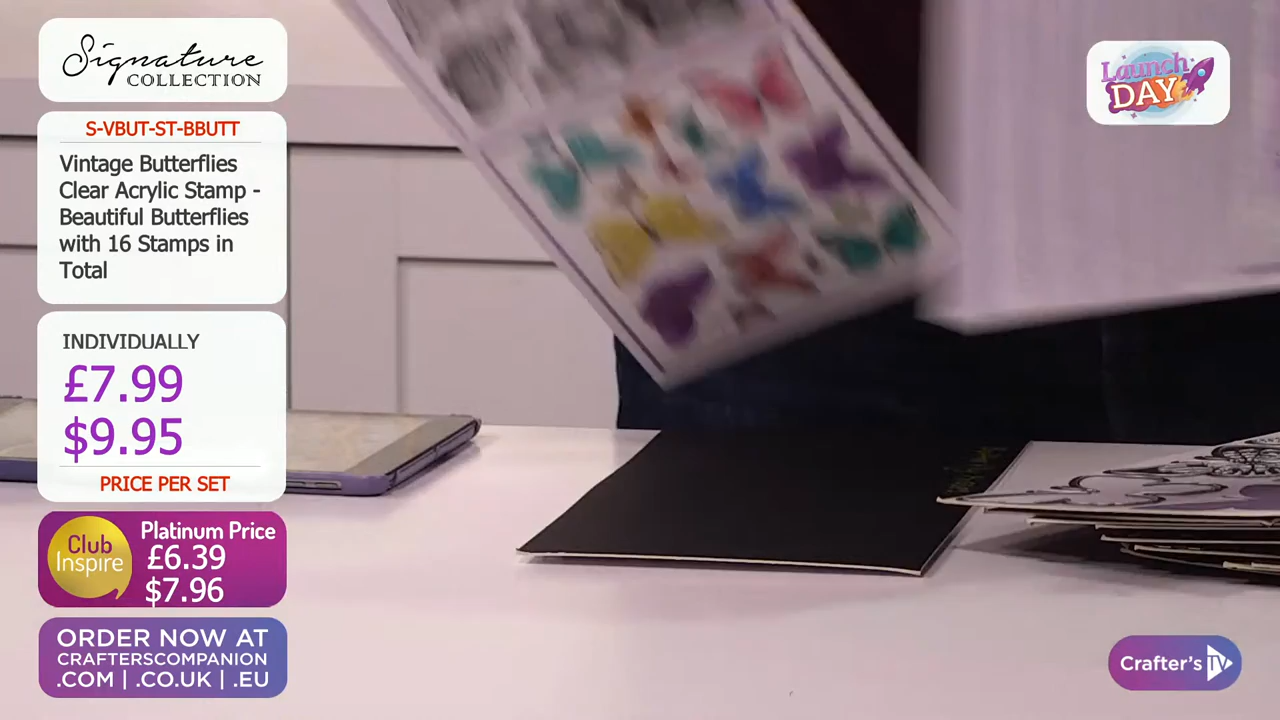 Signature
COLLECTION
S-VBUT-ST-BBUTT
Vintage Butterflies
Clear Acrylic Stamp -
Beautiful Butterflies
with 16 Stamps in
Total
INDIVIDUALLY
£7.99
$9.95
PRICE PER SET
Club
Inspire
Platinum Price
£6.39
$7.96
ORDER NOW AT
CRAFTERSCOMPANION
.COM | .CO.UK | .EU
Launch
DAY
Crafter's TV